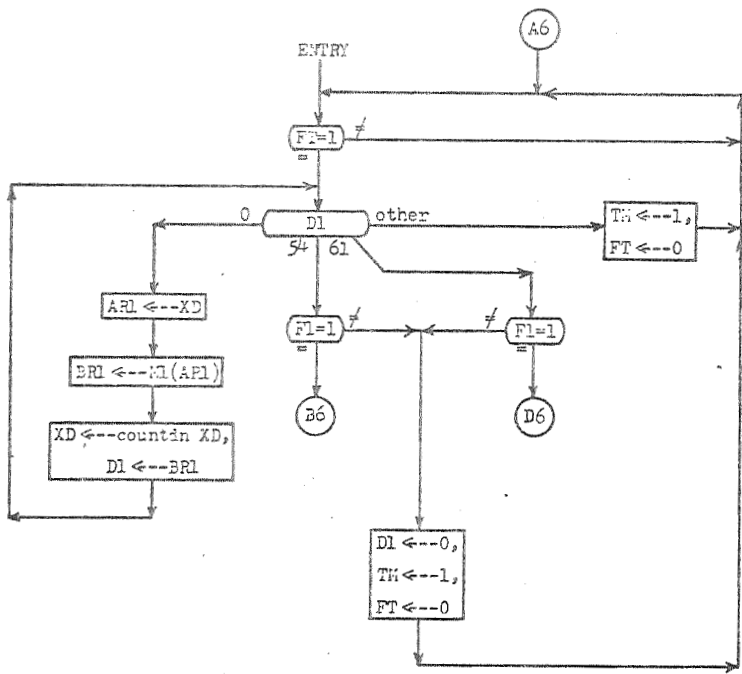 A6
ENTRY
FT=1 ≠
=
0 D1 other
54 61
TM<---1,
FT<---0
AR1<---XD
F1=1 ≠
=
≠ F1=1
=
BR1<---M1(AR1)
B6
D6
XD<---countin XD,
D1<---BR1
D1<---0,
TM<---1,
FT<---0